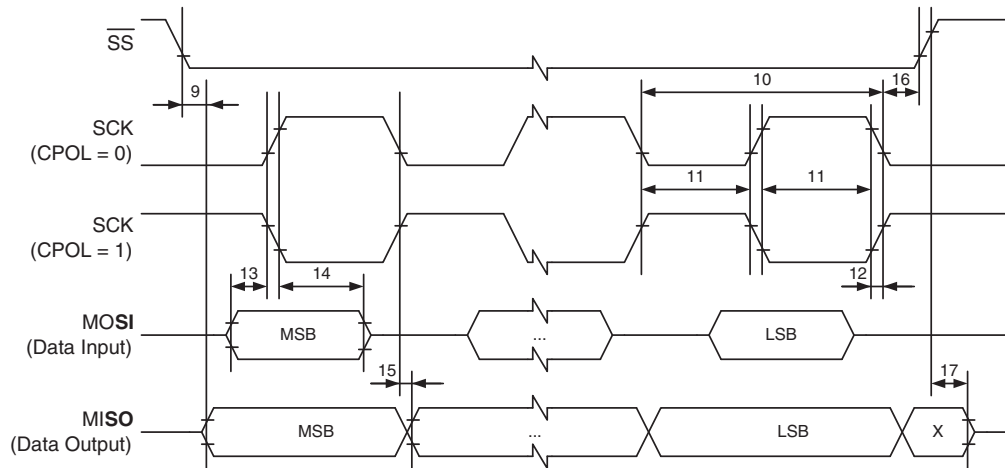 SS
9
10
16
SCK
(CPOL = 0)
11
11
SCK
(CPOL = 1)
13
14
12
MOSI
(Data Input)
MSB
...
LSB
15
17
MISO
(Data Output)
MSB
...
LSB
X